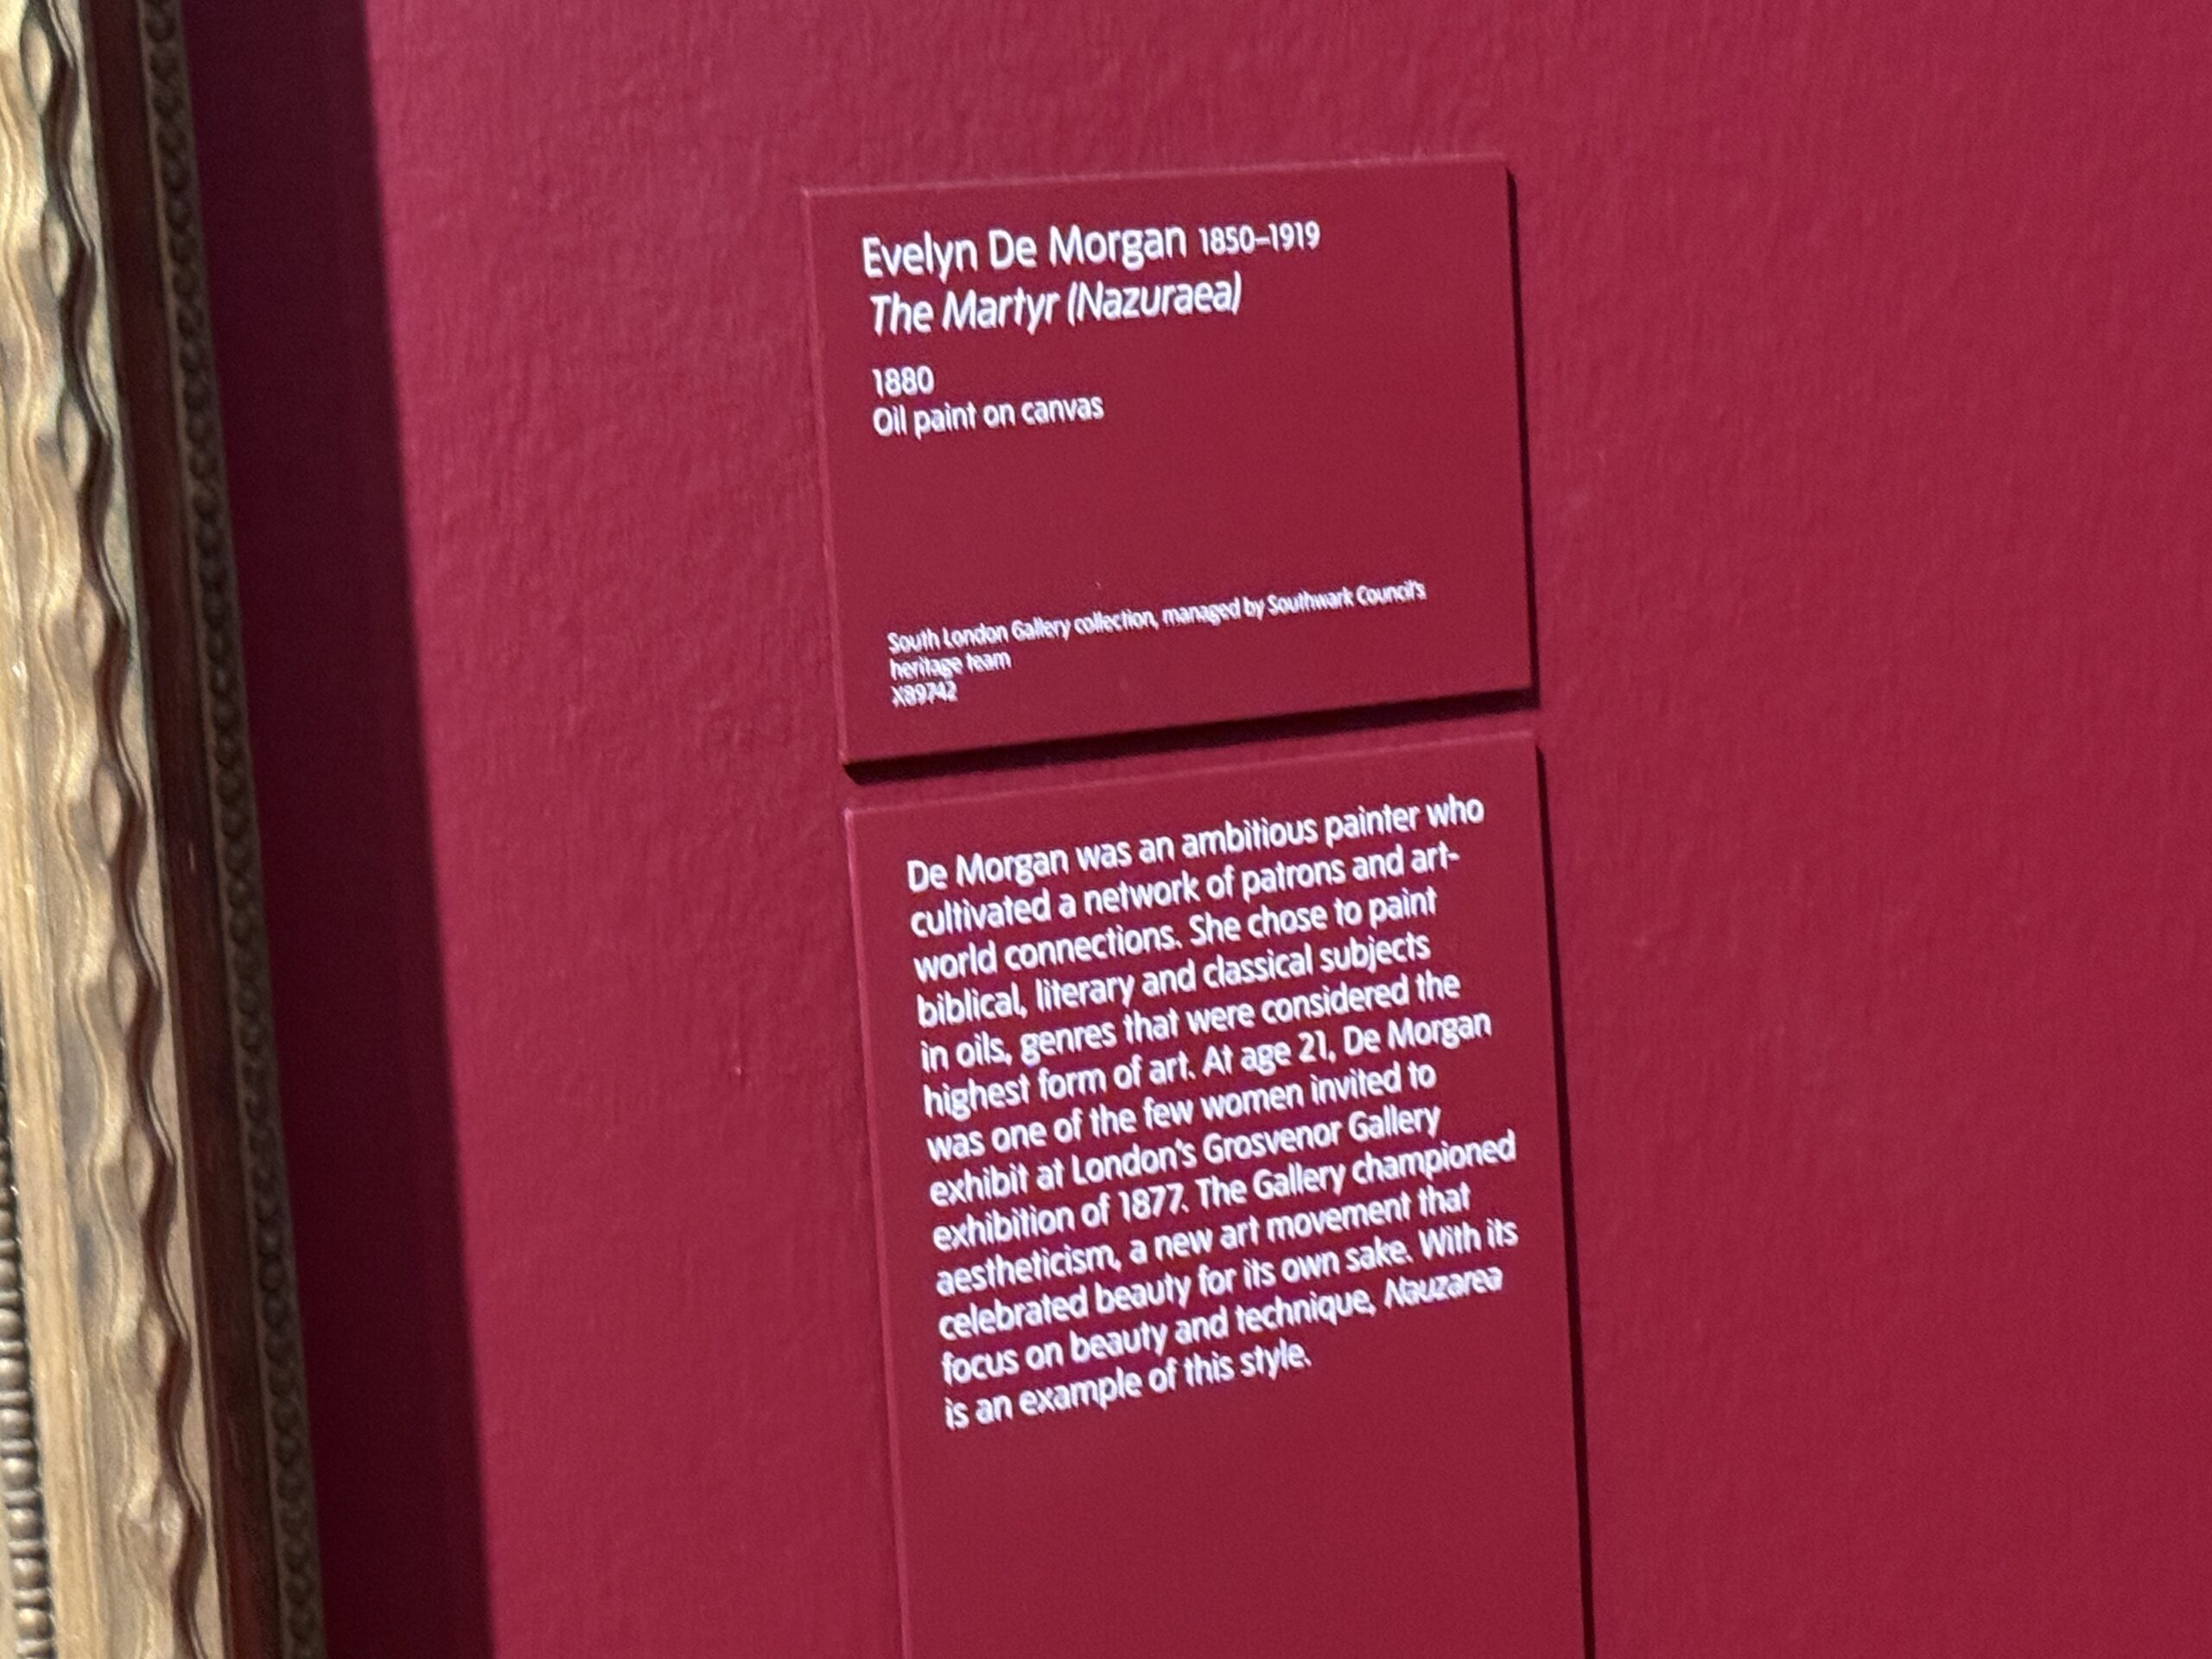 Evelyn De Morgan 1850–1919
The Martyr (Nazuraea)
1880
Oil paint on canvas
South London Gallery collection, managed by Southwark Council's
heritage team
X89742
De Morgan was an ambitious painter who
cultivated a network of patrons and art-
world connections. She chose to paint
biblical, literary and classical subjects
in oils, genres that were considered the
highest form of art. At age 21, De Morgan
was one of the few women invited to
exhibit at London's Grosvenor Gallery
exhibition of 1877. The Gallery championed
aestheticism, a new art movement that
celebrated beauty for its own sake. With its
focus on beauty and technique, Nauzarea
is an example of this style.